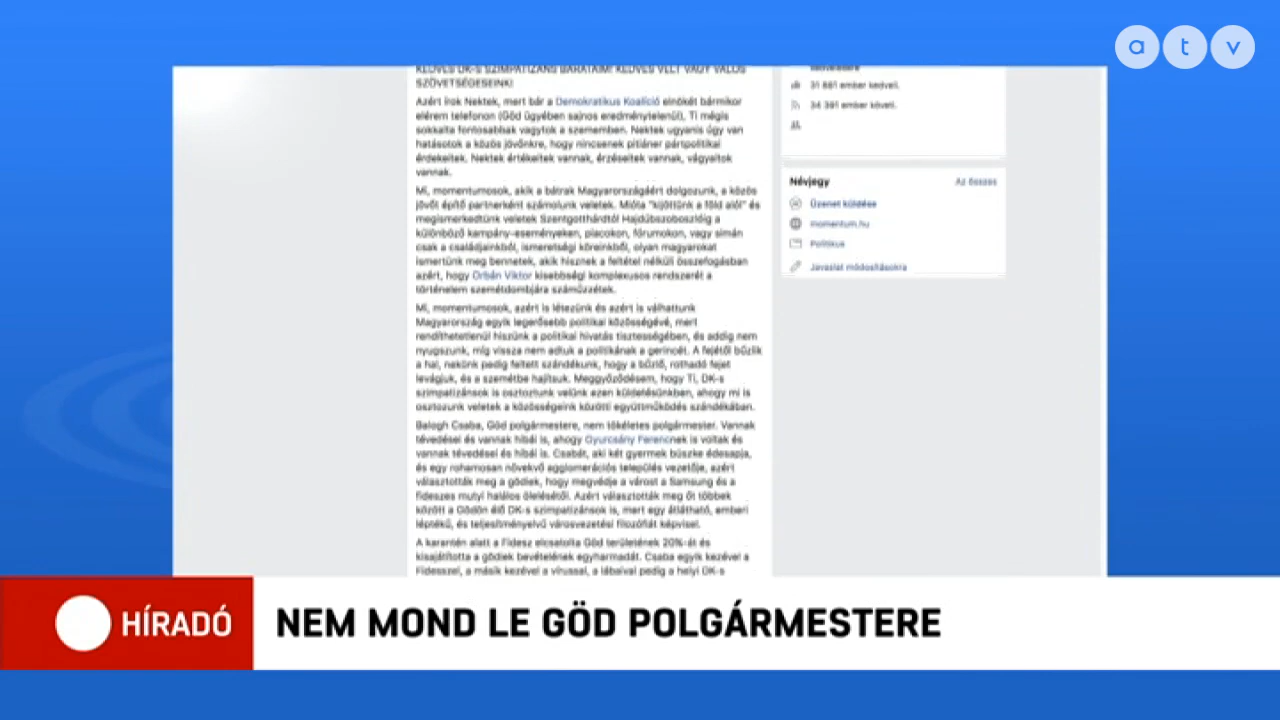 atv
KEDVES DK-S SZIMPATIZÁNS BARÁTAIM! KEDVES VÉLT VAGY VALÓS
SZÖVETSÉGESEINK!
Azért írok Nektek, mert bár a Demokratikus Koalíció elnökét bármikor
elérem telefonon (Göd ügyében sajnos eredménytelenül), Ti mégis
sokkalta fontosabbak vagytok a szememben. Nektek ugyanis úgy van
hatásotok a közös jövőnkre, hogy nincsenek pitiáner pártpolitikai
érdekeitek. Nektek értékeitek vannak, érzéseitek vannak, vágyaitok
vannak.
Mi, momentumosok, akik a bátrak Magyarországáért dolgozunk, a közös
jövőt építő partnerként számolunk veletek. Mióta "kijöttünk a föld alól" és
megismerkedtünk veletek Szentgotthárdtól Hajdúbszoboszlóig a
különböző kampány-eseményeken, piacokon, fórumokon, vagy simán
csak a családjainkból, ismeretségi köreinkből, olyan magyarokat
ismertünk meg bennetek, akik hisznek a feltétel nélküli összefogásban
azért, hogy Orbán Viktor kisebbségi komplexusos rendszerét a
történelem szemétdombjára száműzzétek.
Mi, momentumosok, azért is létezünk és azért is válhattunk
Magyarország egyik legerősebb politikai közösségévé, mert
rendíthetetlenül hiszünk a politikai hivatás tisztességében, és addig nem
nyugszunk, míg vissza nem adtuk a politikának a gerincét. A fejétől bűzlik
a hal, nekünk pedig feltett szándékunk, hogy a bűzlő, rothadó fejet
levágjuk, és a szemétbe hajítsuk. Meggyőződésem, hogy Ti, DK-s
szimpatizánsok is osztoztunk velünk ezen küldetésünkben, ahogy mi is
osztozunk veletek a közösségeink közötti együttműködés szándékában.
Balogh Csaba, Göd polgármestere, nem tökéletes polgármester. Vannak
tévedései és vannak hibái is, ahogy Gyurcsány Ferencnek is voltak és
vannak tévedései és hibái is. Csabát, aki két gyermek büszke édesapja,
és egy rohamosan növekvő agglomerációs település vezetője, azért
választották meg a gödiek, hogy megvédje a várost a Samsung és a
fideszes mutyi halálos ölelésétől. Azért választották meg őt többek
között a Gödön élő DK-s szimpatizánsok is, mert egy átlátható, emberi
léptékű, és teljesítményelvű városvezetési filozófiát képvisel.
A karantén alatt a Fidesz elcsatolta Göd területének 20%-át és
kisajátította a gödiek bevételének egyharmadát. Csaba egyik kezével a
Fidesszel, a másik kezével a vírussal, a lábaival pedig a helyi DK-s
31 881 ember kedveli.
34 391 ember követi.
Névjegy
Az összes
Üzenet küldése
momentum.hu
Politikus
Javaslat módosításokra
HÍRADÓ
NEM MOND LE GÖD POLGÁRMESTERE